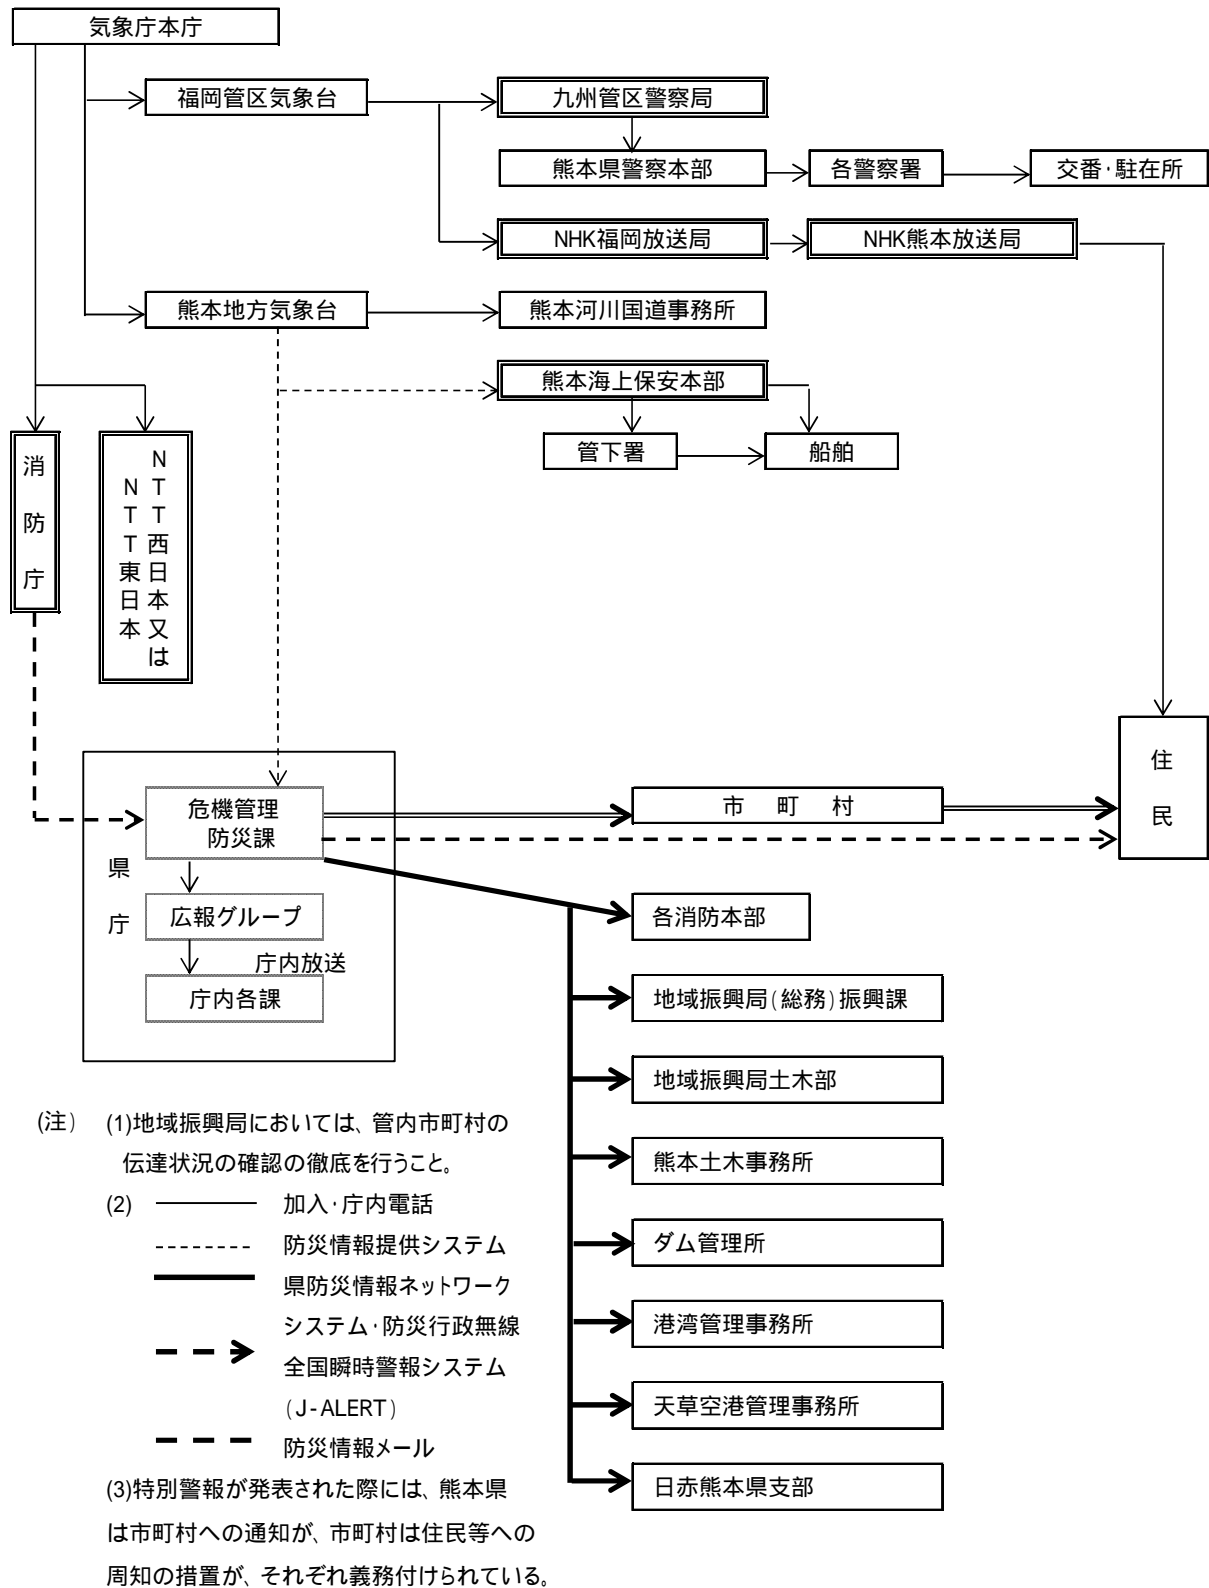 気象庁本庁
福岡管区気象台
九州管区警察局
熊本県警察本部
各警察署
交番・駐在所
NHK福岡放送局
NHK熊本放送局
熊本地方気象台
熊本河川国道事務所
熊本海上保安本部
管下署
船舶
消防庁
NTT西日本又は
NTT東日本
住民
危機管理
防災課
市町村
県庁
広報グループ
庁内放送
庁内各課
各消防本部
地域振興局(総務)振興課
地域振興局土木部
熊本土木事務所
ダム管理所
港湾管理事務所
天草空港管理事務所
日赤熊本県支部
(注) (1)地域振興局においては、管内市町村の
伝達状況の確認の徹底を行うこと。
(2) 加入・庁内電話
防災情報提供システム
県防災情報ネットワーク
システム・防災行政無線
全国瞬時警報システム
(J-ALERT)
防災情報メール
(3)特別警報が発表された際には、熊本県
は市町村への通知が、市町村は住民等への
周知の措置が、それぞれ義務付けられている。